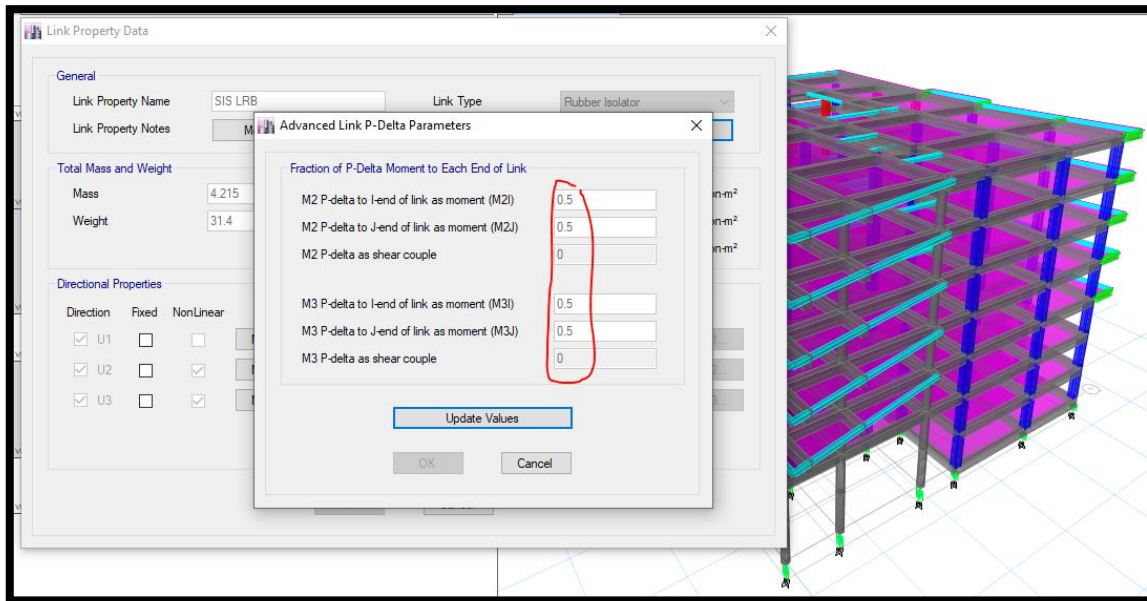 Link Property Data
General
Link Property Name SIS LRB Link Type Rubber Isolator
Link Property Notes
Advanced Link P-Delta Parameters
Total Mass and Weight
Mass 4.215
Weight 31.4
Fraction of P-Delta Moment to Each End of Link
M2 P-delta to I-end of link as moment (M2I) 0.5
M2 P-delta to J-end of link as moment (M2J) 0.5
M2 P-delta as shear couple 0
M3 P-delta to I-end of link as moment (M3I) 0.5
M3 P-delta to J-end of link as moment (M3J) 0.5
M3 P-delta as shear couple 0
Directional Properties
Direction Fixed NonLinear
U1
U2
U3
Update Values
OK Cancel